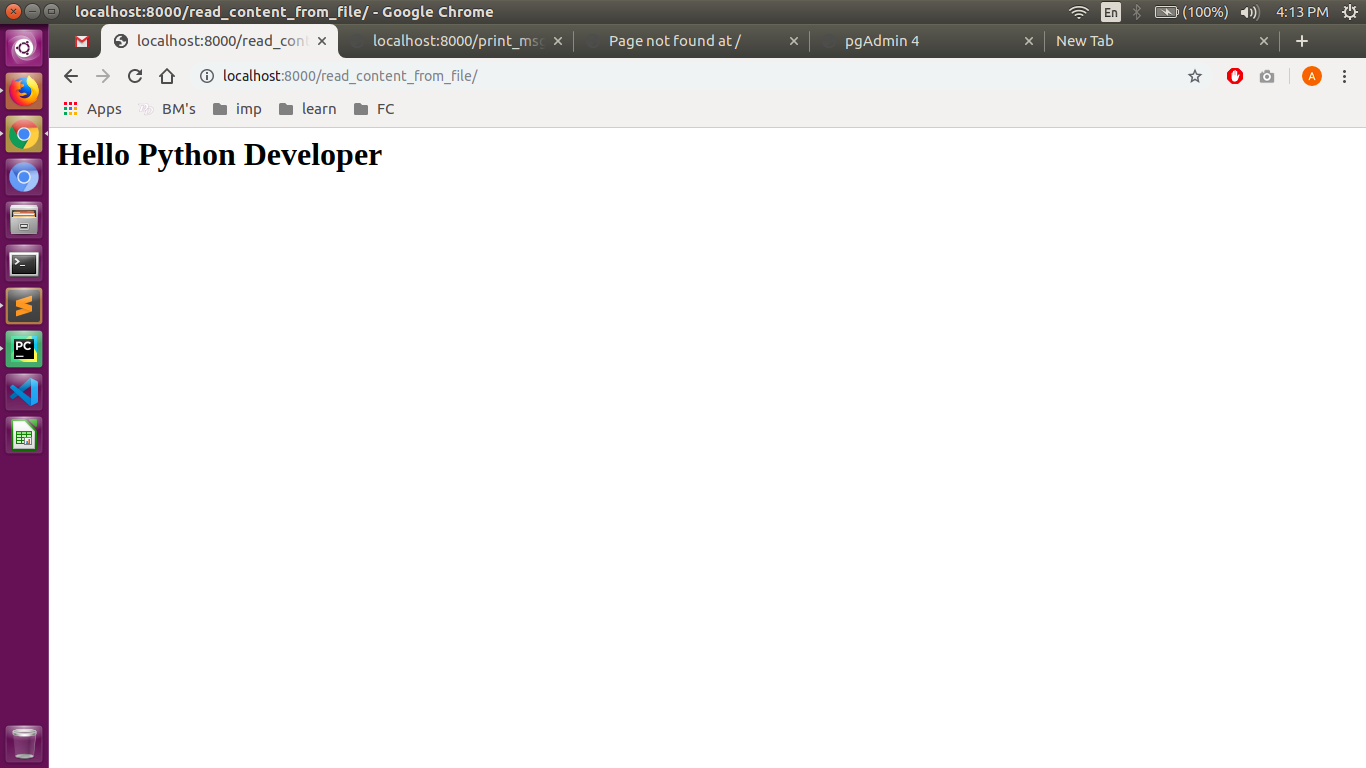 localhost:8000/read_content_from_file/ - Google Chrome
En (100%) 4:13 PM
localhost:8000/read_cont
localhost:8000/print_msg
Page not found at /
pgAdmin 4
New Tab
localhost:8000/read_content_from_file/
A
Apps BM's imp learn FC
Hello Python Developer
PC